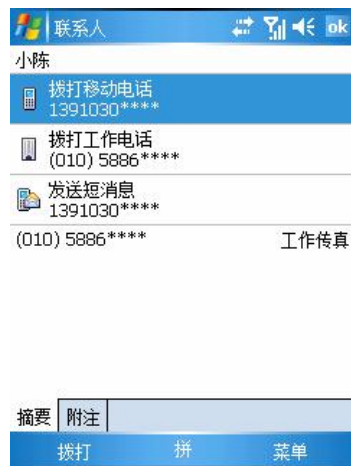 联系人 ok
小陈
拨打移动电话
1391030****
拨打工作电话
(010) 5886****
发送短消息
1391030****
(010) 5886**** 工作传真
摘要 附注
拨打 拼 菜单